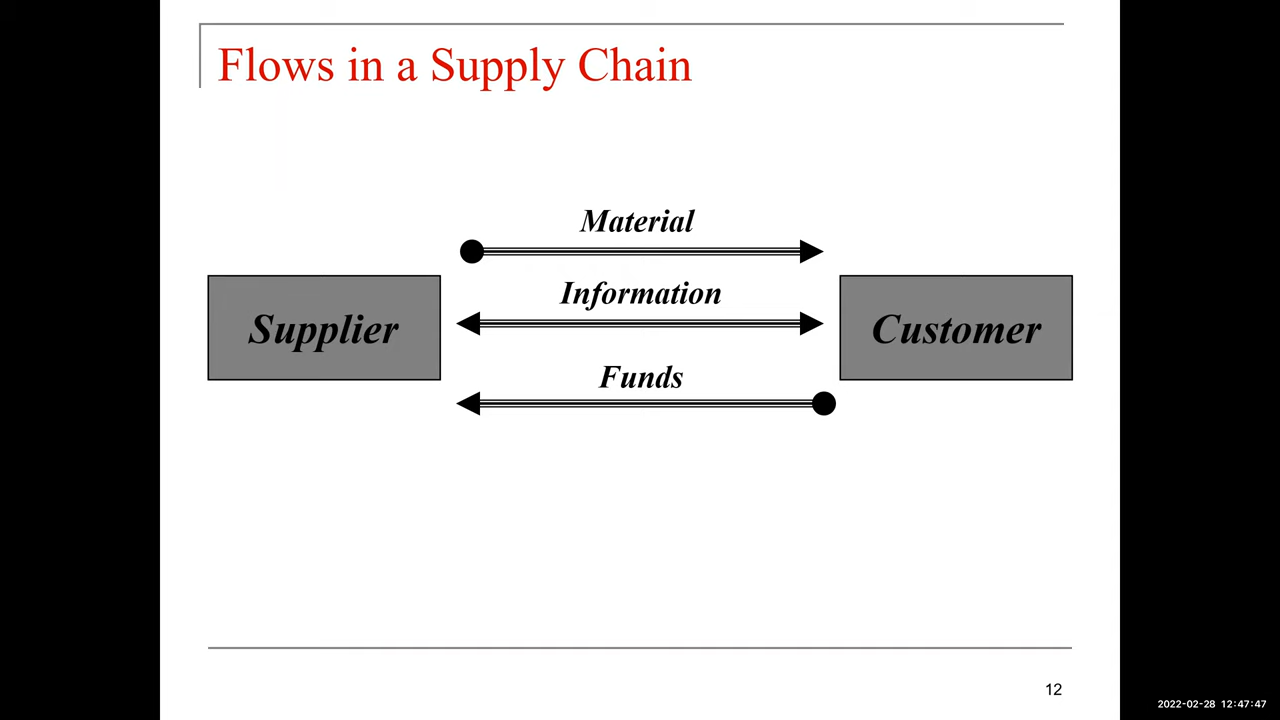 Flows in a Supply Chain
Material
Information
Supplier
Customer
Funds
12
2022-02-28 12:47:47